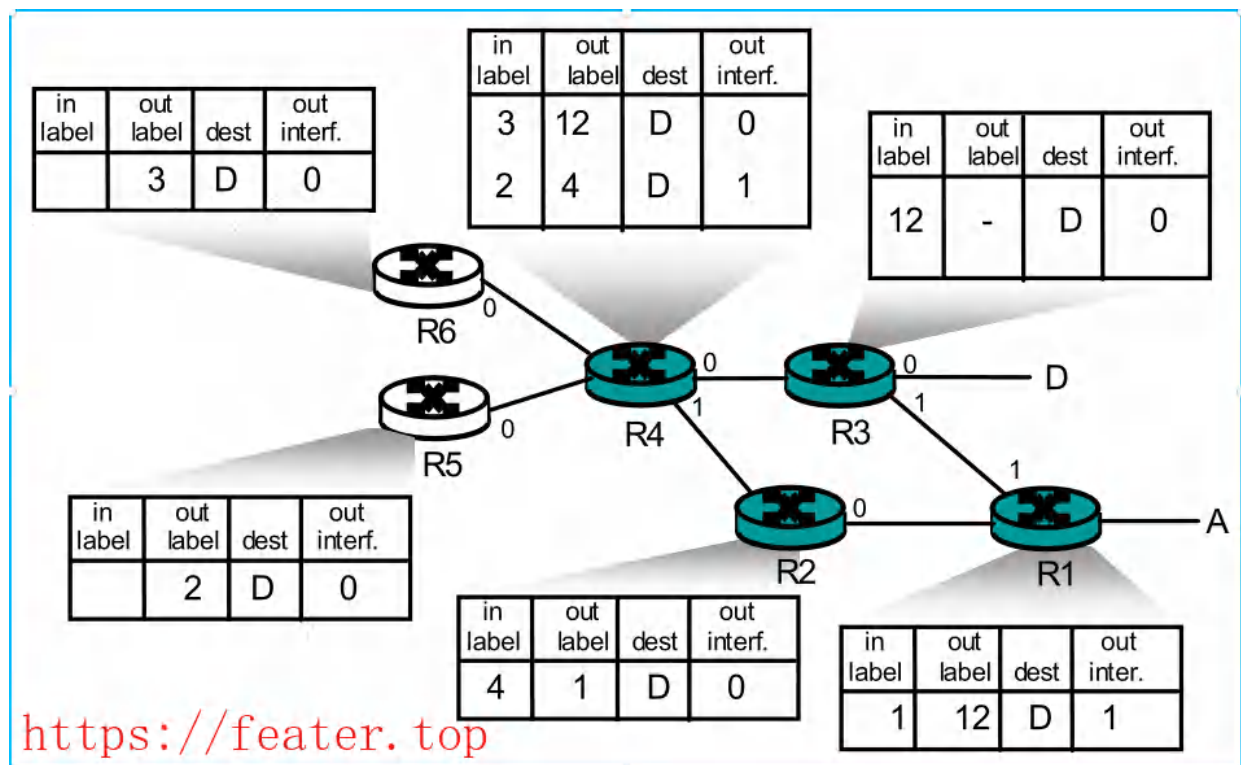 in out dest out
label label interf.
3 12 D 0
2 4 D 1
in out dest out
label label interf.
3 D 0
in out dest out
label label interf.
12 - D 0
0
R6
0
R5
0
1
R4
0
1
R3
D
0
R2
1
R1
A
in out dest out
label label interf.
2 D 0
in out dest out
label label interf.
4 1 D 0
in out dest out
label label inter.
1 12 D 1
https://feater.top